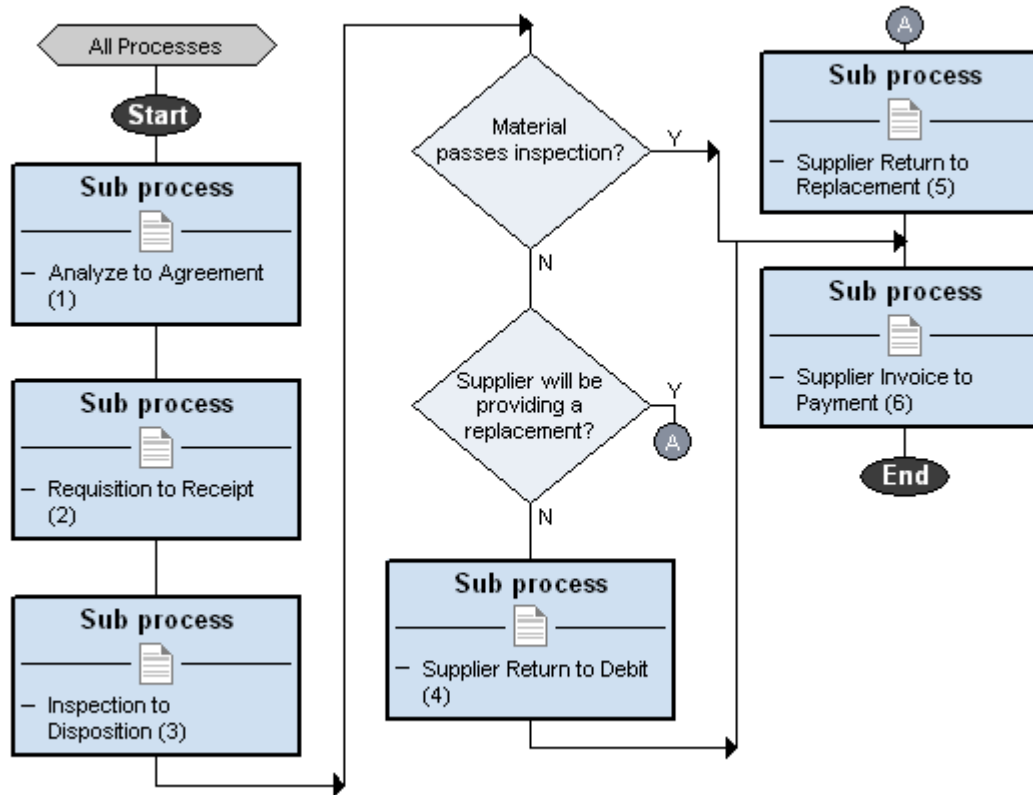 All Processes
Start
Sub process
– Analyze to Agreement
(1)
Sub process
– Requisition to Receipt
(2)
Sub process
– Inspection to
Disposition (3)
Material
passes inspection?
Y
N
Supplier will be
providing a
replacement?
Y
A
N
Sub process
– Supplier Return to Debit
(4)
A
Sub process
– Supplier Return to
Replacement (5)
Sub process
– Supplier Invoice to
Payment (6)
End